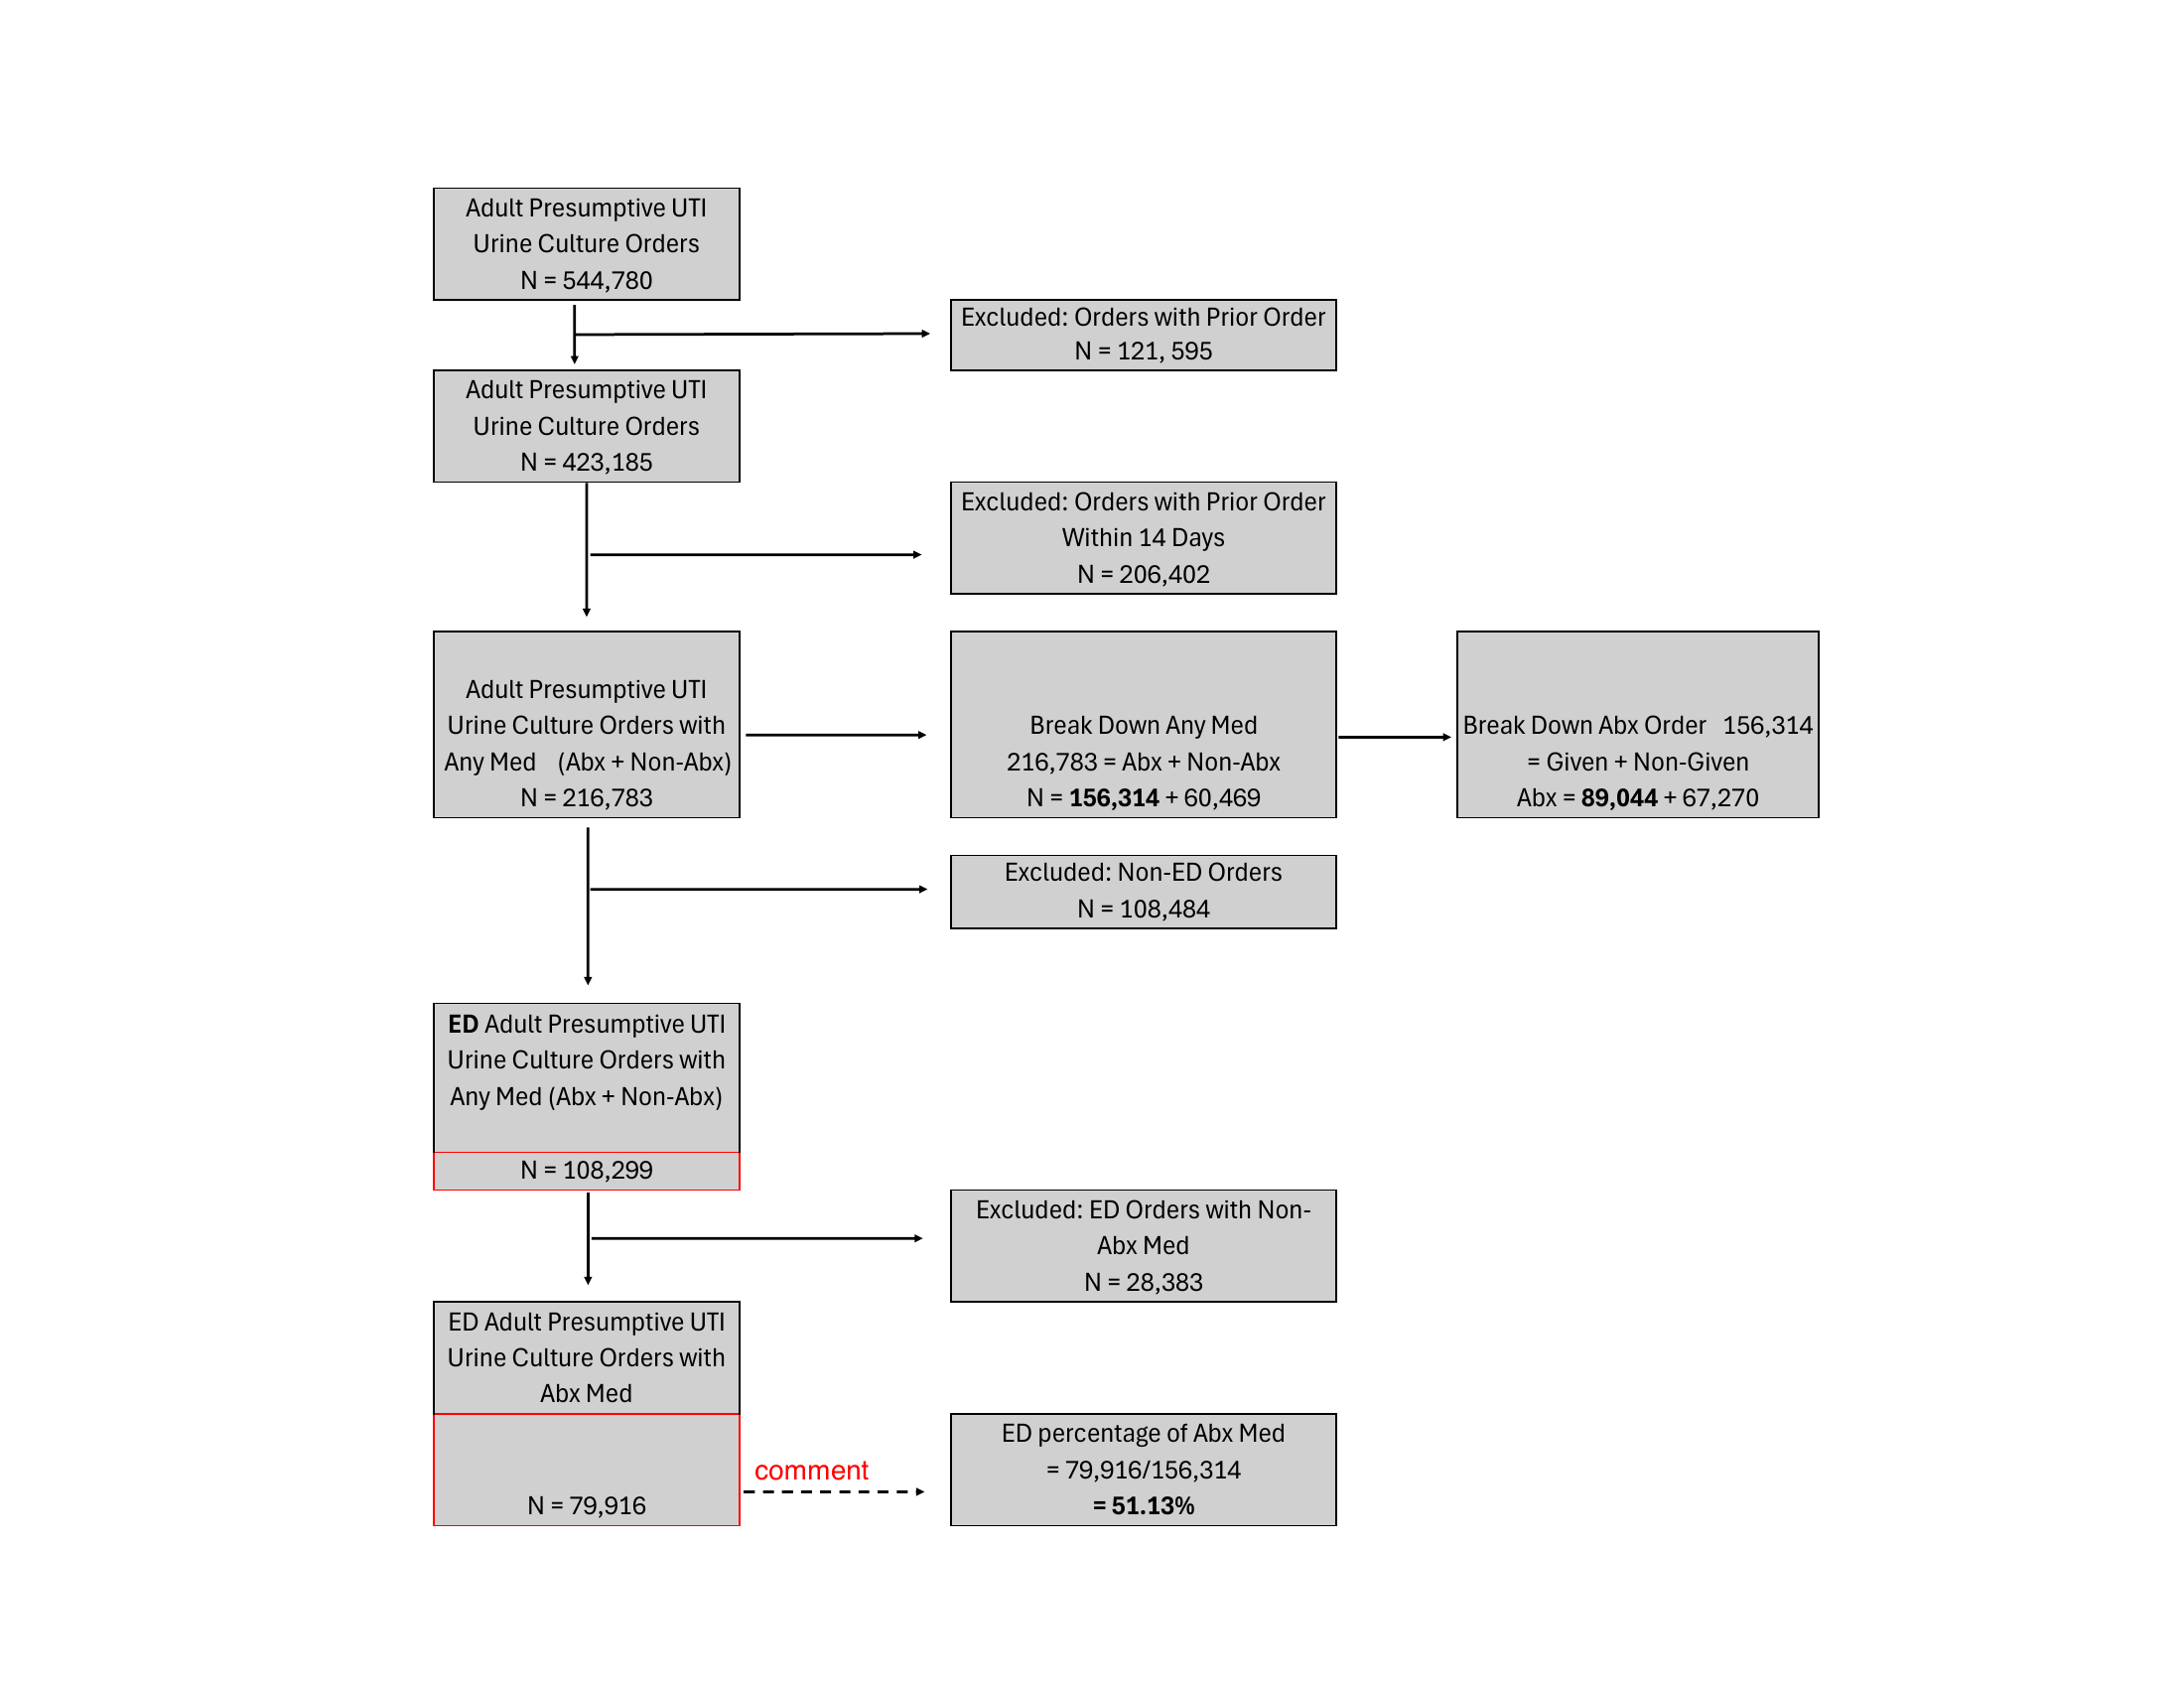 Adult Presumptive UTI
Urine Culture Orders
N = 544,780
Excluded: Orders with Prior Order
N = 121, 595
Adult Presumptive UTI
Urine Culture Orders
N = 423,185
Excluded: Orders with Prior Order
Within 14 Days
N = 206,402
Adult Presumptive UTI
Urine Culture Orders with
Any Med (Abx + Non-Abx)
N = 216,783
Break Down Any Med
216,783 = Abx + Non-Abx
N = 156,314 + 60,469
Break Down Abx Order 156,314
= Given + Non-Given
Abx = 89,044 + 67,270
Excluded: Non-ED Orders
N = 108,484
ED Adult Presumptive UTI
Urine Culture Orders with
Any Med (Abx + Non-Abx)
N = 108,299
Excluded: ED Orders with Non-
Abx Med
N = 28,383
ED Adult Presumptive UTI
Urine Culture Orders with
Abx Med
N = 79,916
comment
ED percentage of Abx Med
= 79,916/156,314
= 51.13%